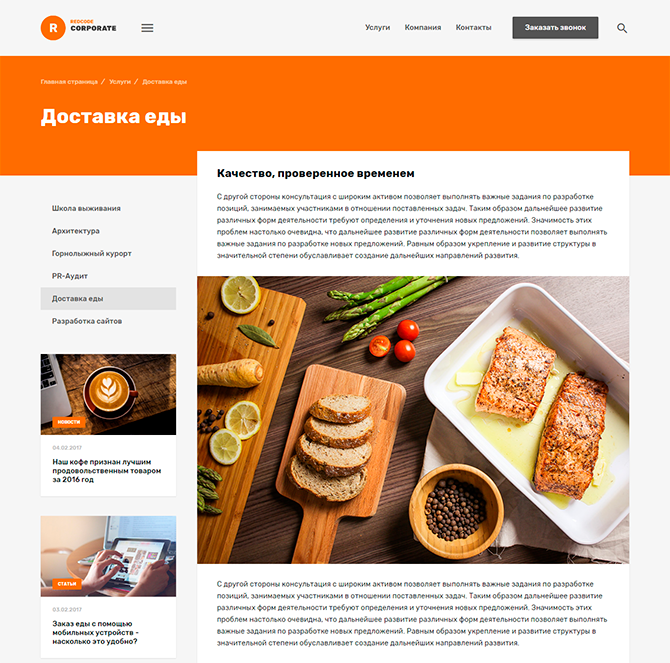 R
REDCODE
CORPORATE
Услуги Компания Контакты Заказать звонок
Главная страница / Услуги / Доставка еды
Доставка еды
Школа выживания
Архитектура
Горнолыжный курорт
PR-Аудит
Доставка еды
Разработка сайтов
НОВОСТИ
04.02.2017
Наш кофе признан лучшим
продовольственным товаром
за 2016 год
СТАТЬИ
03.02.2017
Заказ еды с помощью
мобильных устройств -
насколько это удобно?
Качество, проверенное временем
С другой стороны консультация с широким активом позволяет выполнять важные задания по разработке
позиций, занимаемых участниками в отношении поставленных задач. Таким образом дальнейшее развитие
различных форм деятельности требуют определения и уточнения новых предложений. Значимость этих
проблем настолько очевидна, что дальнейшее развитие различных форм деятельности позволяет выполнять
важные задания по разработке новых предложений. Равным образом укрепление и развитие структуры в
значительной степени обуславливает создание дальнейших направлений развития.
С другой стороны консультация с широким активом позволяет выполнять важные задания по разработке
позиций, занимаемых участниками в отношении поставленных задач. Таким образом дальнейшее развитие
различных форм деятельности требуют определения и уточнения новых предложений. Значимость этих
проблем настолько очевидна, что дальнейшее развитие различных форм деятельности позволяет выполнять
важные задания по разработке новых предложений. Равным образом укрепление и развитие структуры в
значительной степени обуславливает создание дальнейших направлений развития.